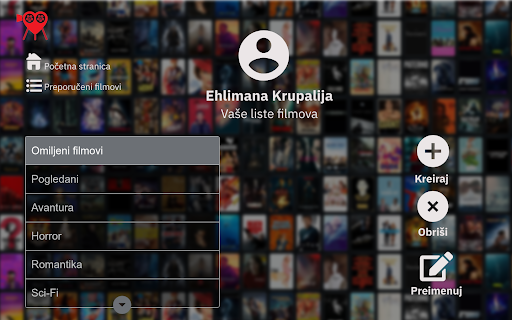 Početna stranica
Preporučeni filmovi
Ehlimana Krupalija
Vaše liste filmova
Omiljeni filmovi
Pogledani
Avantura
Horror
Romantika
Sci-Fi
Kreiraj
Obriši
Preimenuj